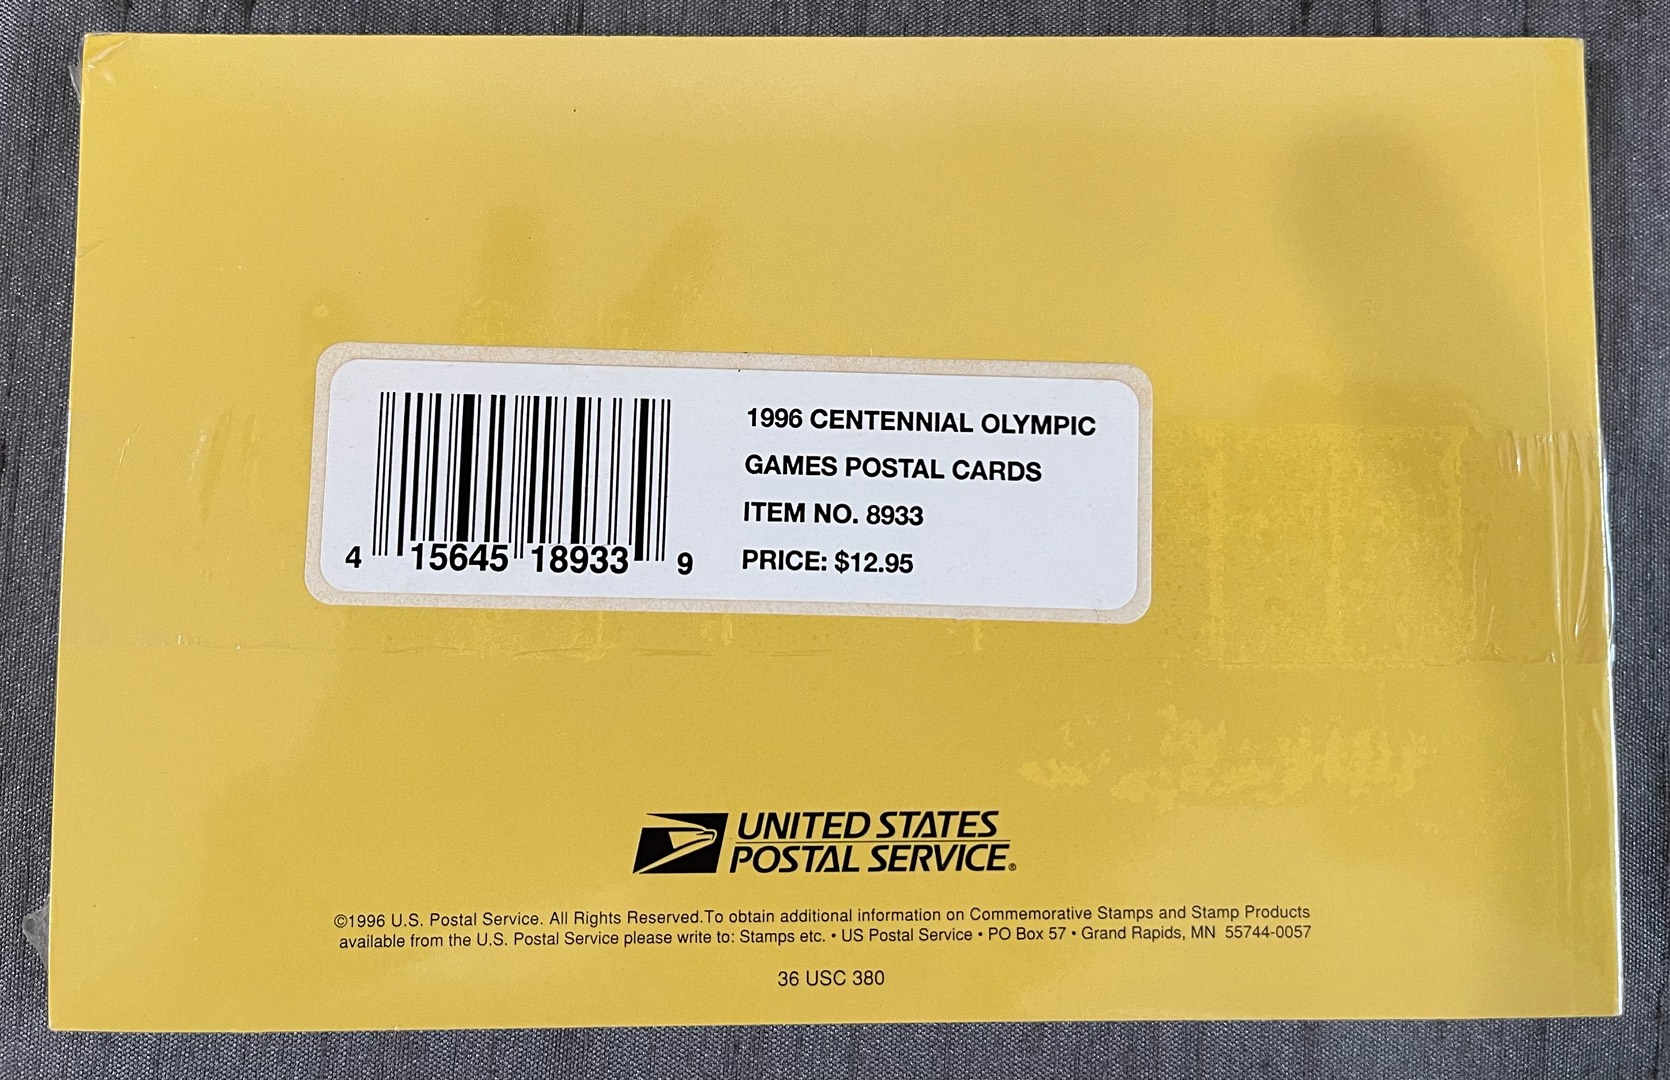 1996 CENTENNIAL OLYMPIC
GAMES POSTAL CARDS
ITEM NO. 8933
PRICE: $12.95
4 15645 18933 9
UNITED STATES
POSTAL SERVICE®
©1996 U.S. Postal Service. All Rights Reserved.To obtain additional information on Commemorative Stamps and Stamp Products
available from the U.S. Postal Service please write to: Stamps etc. • US Postal Service • PO Box 57 • Grand Rapids, MN 55744-0057
36 USC 380